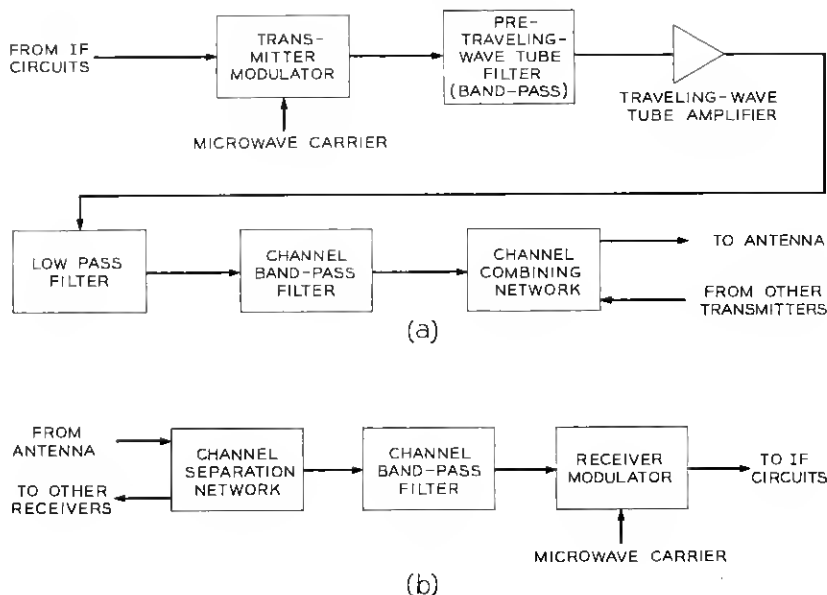 FROM IF
CIRCUITS
TRANS-
MITTER
MODULATOR
MICROWAVE CARRIER
PRE-
TRAVELING-
WAVE TUBE
FILTER
(BAND-PASS)
TRAVELING-WAVE
TUBE AMPLIFIER
LOW PASS
FILTER
CHANNEL
BAND-PASS
FILTER
CHANNEL
COMBINING
NETWORK
TO ANTENNA
FROM OTHER
TRANSMITTERS
(a)
FROM
ANTENNA
TO OTHER
RECEIVERS
CHANNEL
SEPARATION
NETWORK
CHANNEL
BAND-PASS
FILTER
RECEIVER
MODULATOR
TO IF
CIRCUITS
MICROWAVE CARRIER
(b)